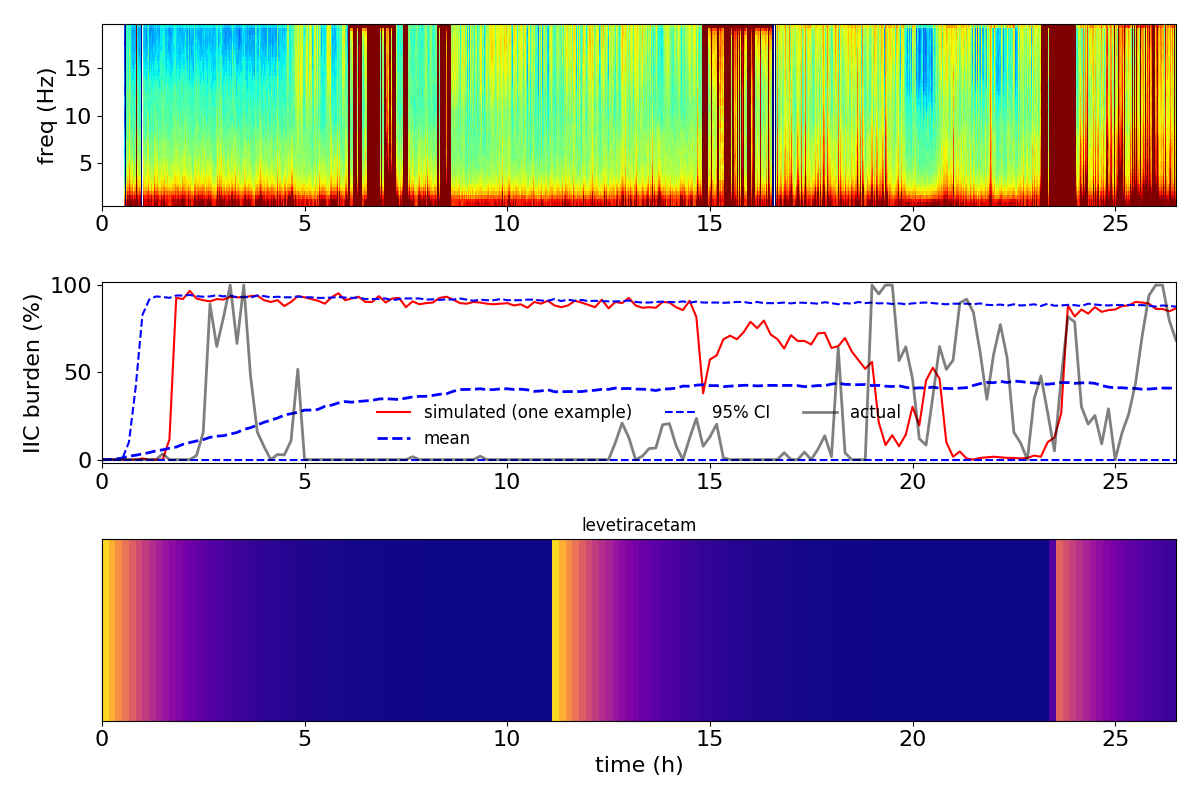 freq (Hz)
15
10
5
0 5 10 15 20 25
IIC burden (%)
100
50
0
simulated (one example) 95% CI actual
mean
0 5 10 15 20 25
levetiracetam
0 5 10 15 20 25
time (h)